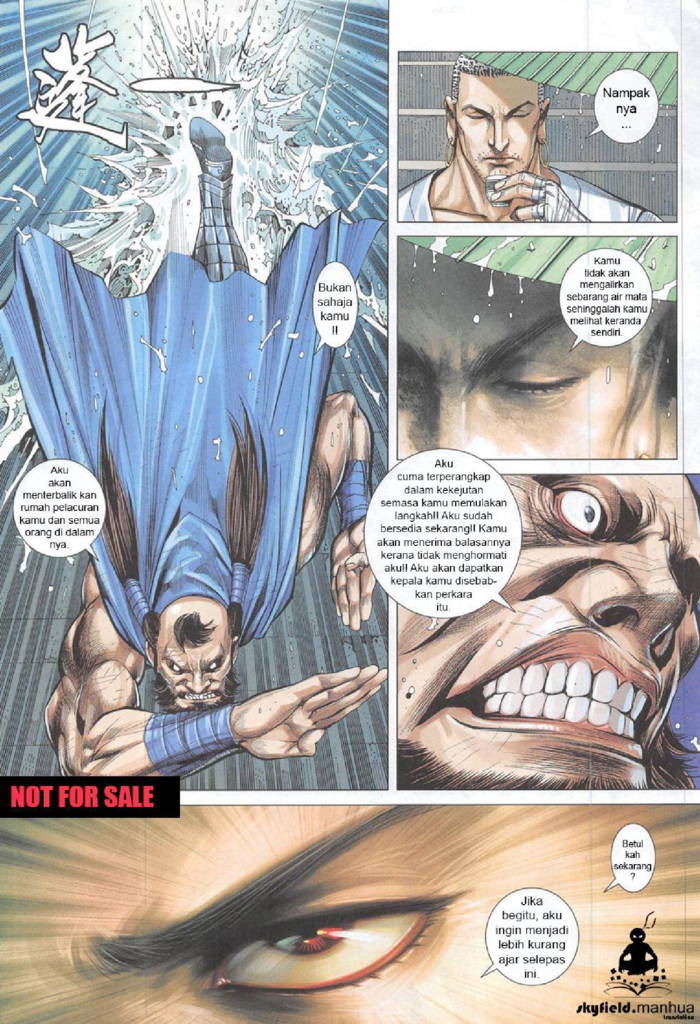 蓬
Nampak
nya
...
Kamu
tidak akan
mengalirkan
sebarang air mata
sehinggalah kamu
melihat keranda
sendiri.
Bukan
sahaja
kamu
!!
Aku
akan
menterbalik kan
rumah pelacuran
kamu dan semua
orang di dalam
nya.
Aku
cuma terperangkap
dalam kekejutan
semasa kamu memulakan
langkah!! Aku sudah
bersedia sekarang!! Kamu
akan menerima balasannya
kerana tidak menghormati
aku!! Aku akan dapatkan
kepala kamu disebab-
kan perkara
itu.
NOT FOR SALE
Betul
kah
sekarang
?
Jika
begitu, aku
ingin menjadi
lebih kurang
ajar selepas
ini.
skyfield.manhua
translation